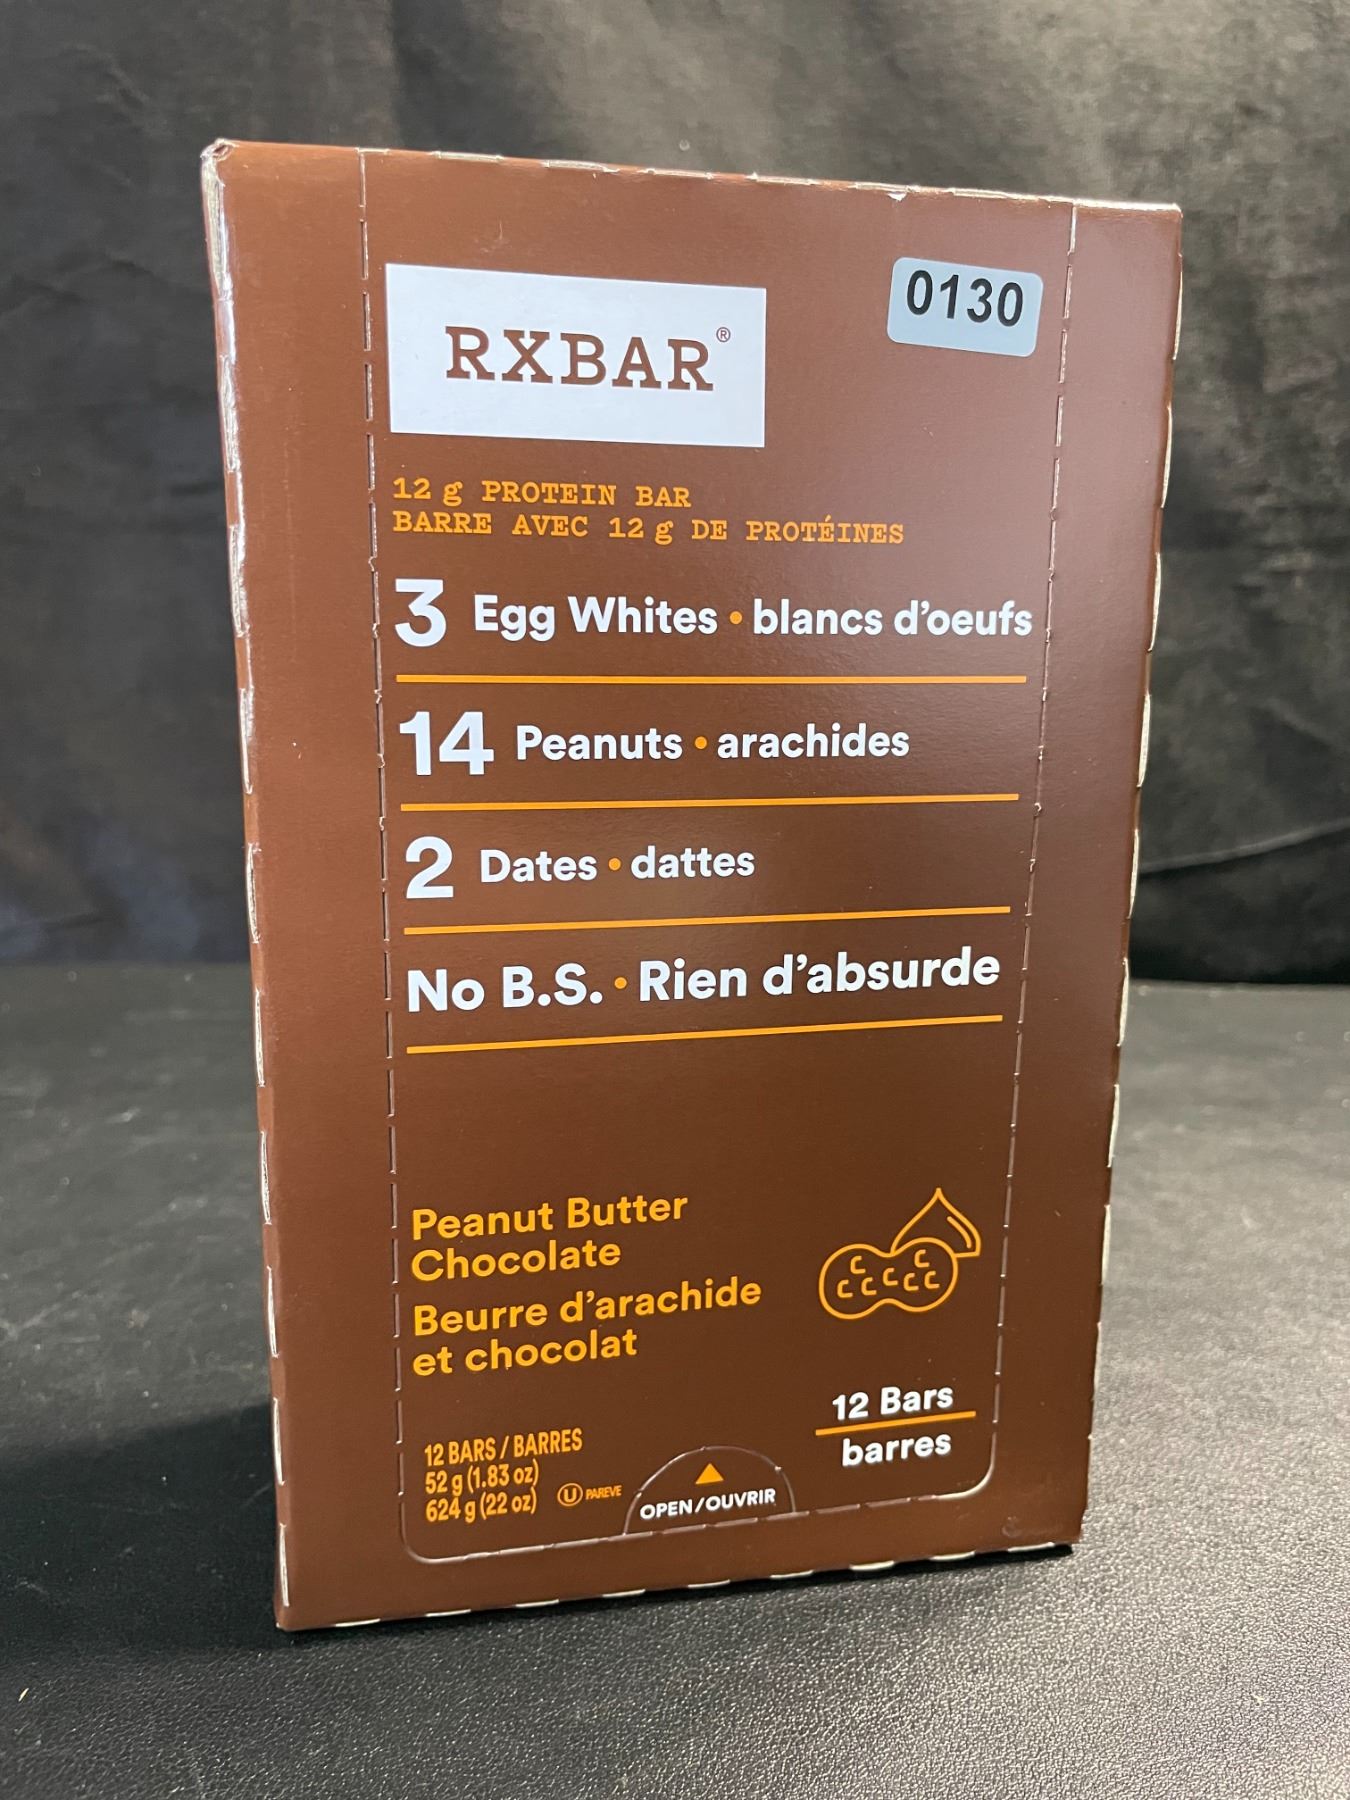 RXBAR®
0130
12 g PROTEIN BAR
BARRE AVEC 12 g DE PROTÉINES
3 Egg Whites • blancs d'oeufs
14 Peanuts • arachides
2 Dates • dattes
No B.S. • Rien d'absurde
Peanut Butter
Chocolate
Beurre d'arachide
et chocolat
C C C C C C C
12 Bars
barres
12 BARS / BARRES
52 g (1.83 oz)
624 g (22 oz)
U PAREVE
OPEN/OUVRIR